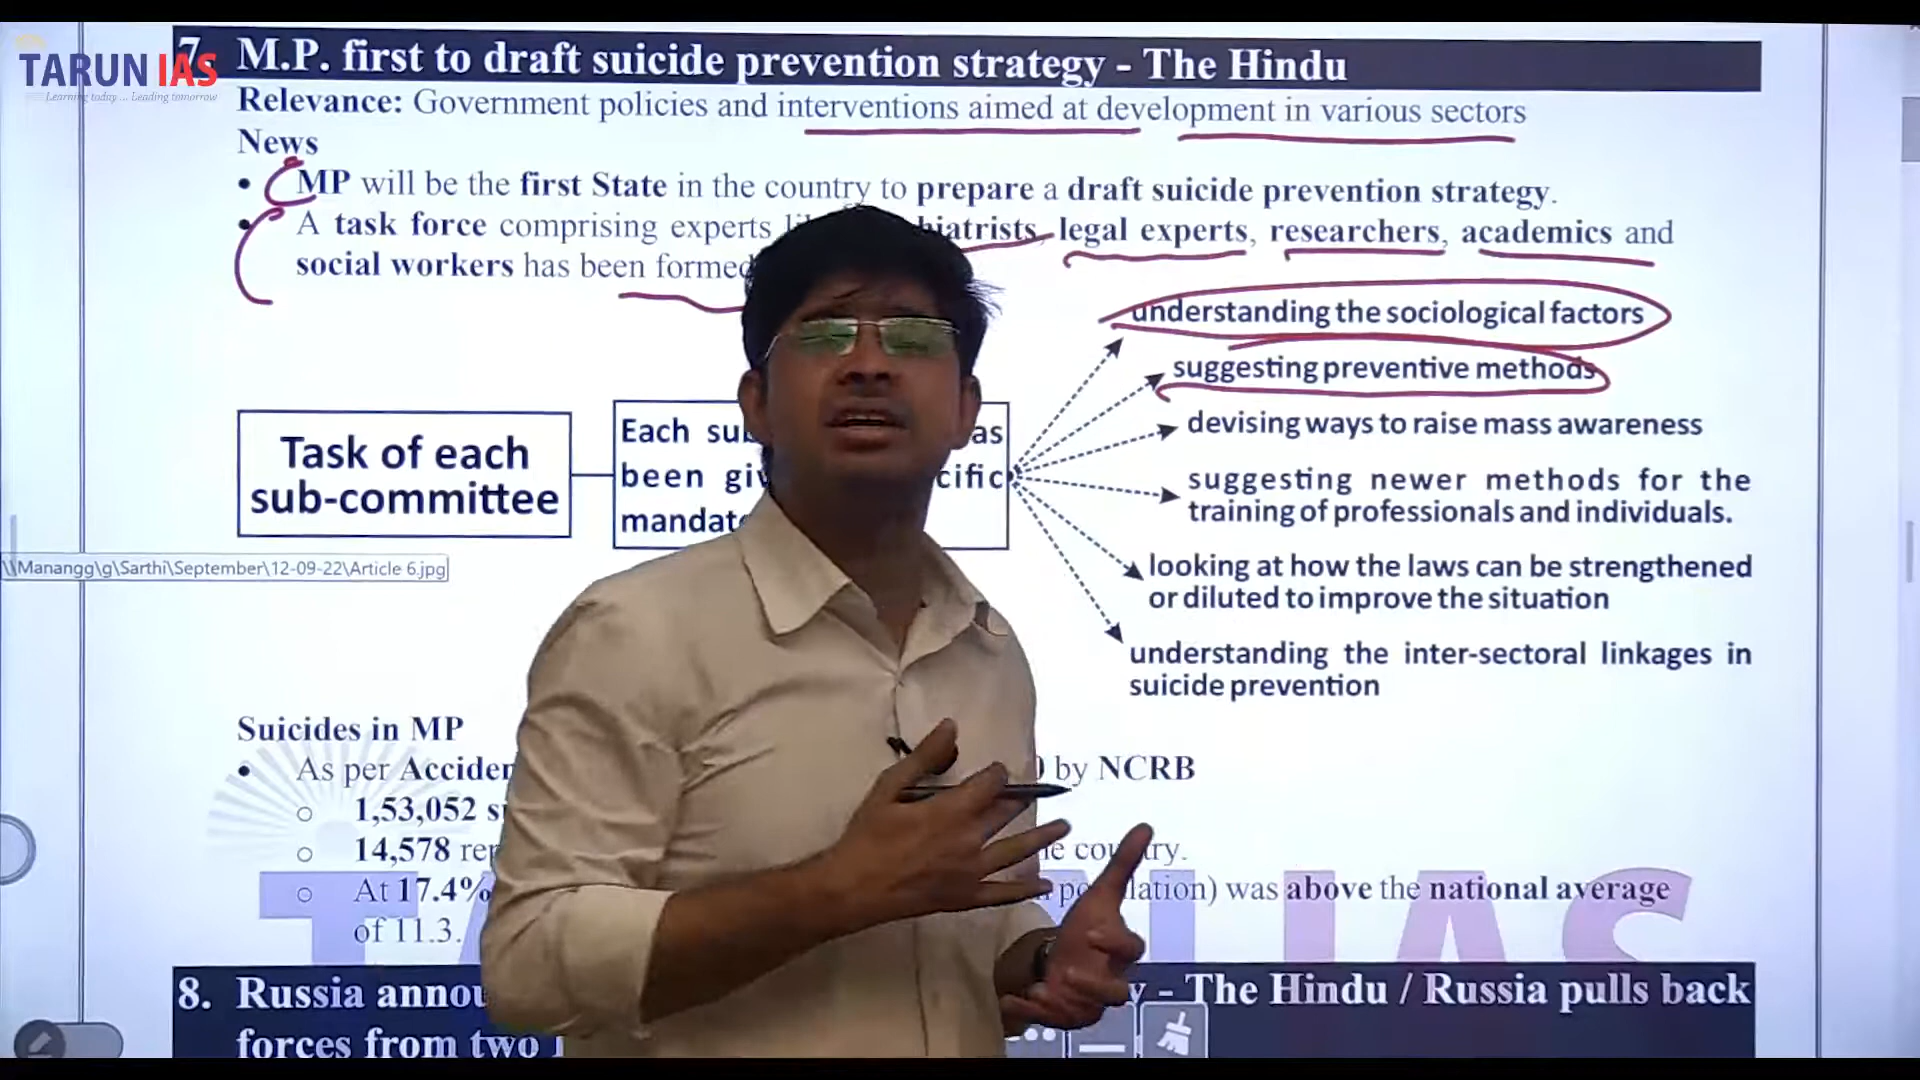 TARUN IAS
Learning today ... Leading tomorrow
7. M.P. first to draft suicide prevention strategy - The Hindu
Relevance: Government policies and interventions aimed at development in various sectors
News
• MP will be the first State in the country to prepare a draft suicide prevention strategy.
• A task force comprising experts legal experts, researchers, academics and
social workers has been formed
understanding the sociological factors
suggesting preventive methods
devising ways to raise mass awareness
suggesting newer methods for the
training of professionals and individuals.
looking at how the laws can be strengthened
or diluted to improve the situation
understanding the inter-sectoral linkages in
suicide prevention
Task of each
sub-committee
Each as
been
\\Manangg\g\Sarthi\September\12-09-22\Article 6.jpg
Suicides in MP
• As per by NCRB
o 1,53,052
o 14,578 country.
o At 17.4% was above the national average
of 11.3.
8. Russia - The Hindu / Russia pulls back
forces from two